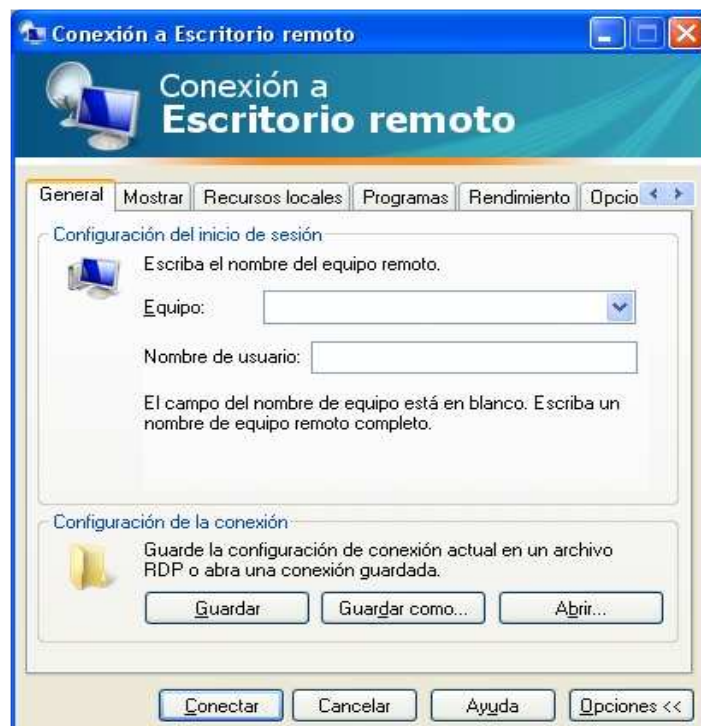 Conexión a Escritorio remoto
Conexión a
Escritorio remoto
General Mostrar Recursos locales Programas Rendimiento Opcio
Configuración del inicio de sesión
Escriba el nombre del equipo remoto.
Equipo:
Nombre de usuario:
El campo del nombre de equipo está en blanco. Escriba un
nombre de equipo remoto completo.
Configuración de la conexión
Guarde la configuración de conexión actual en un archivo
RDP o abra una conexión guardada.
Guardar Guardar como... Abrir...
Conectar Cancelar Ayuda Opciones <<